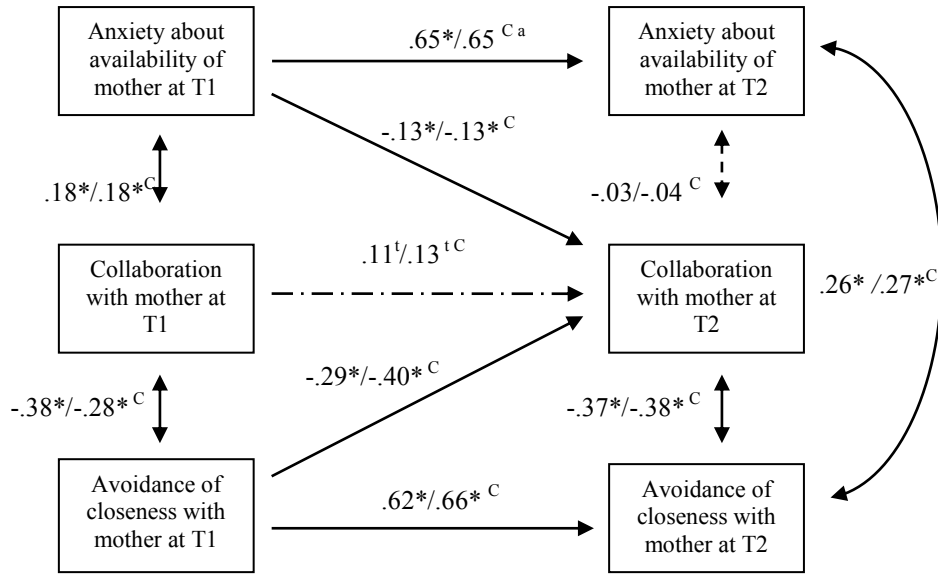 Anxiety about
availability of
mother at T1
.65*/.65 C a
Anxiety about
availability of
mother at T2
-.13*/-.13* C
.18*/.18*C
-.03/-.04 C
Collaboration
with mother at
T1
.11t/.13 t C
Collaboration
with mother at
T2
.26* /.27*C
-.29*/-.40* C
-.38*/-.28* C
-.37*/-.38* C
Avoidance of
closeness with
mother at T1
.62*/.66* C
Avoidance of
closeness with
mother at T2